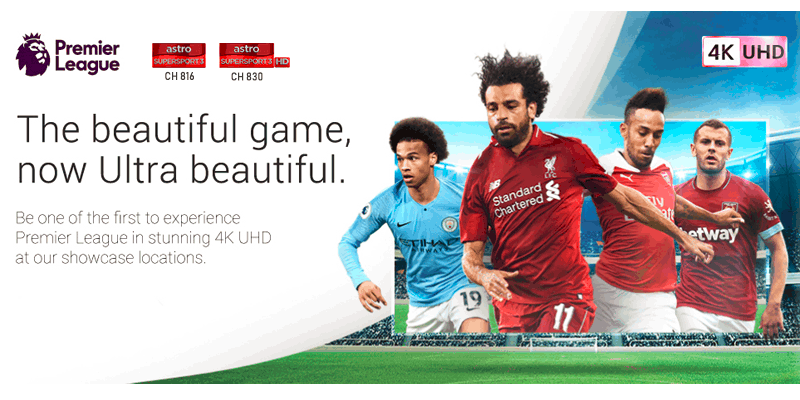 Premier
League
astro
SUPERSPORT 3
CH 816
astro
SUPERSPORT 3 HD
CH 830
4K UHD
The beautiful game,
now Ultra beautiful.
Be one of the first to experience
Premier League in stunning 4K UHD
at our showcase locations.
ETIHAD
AIRWAYS
19
NB
L.F.C.
Standard
Chartered
11
betway